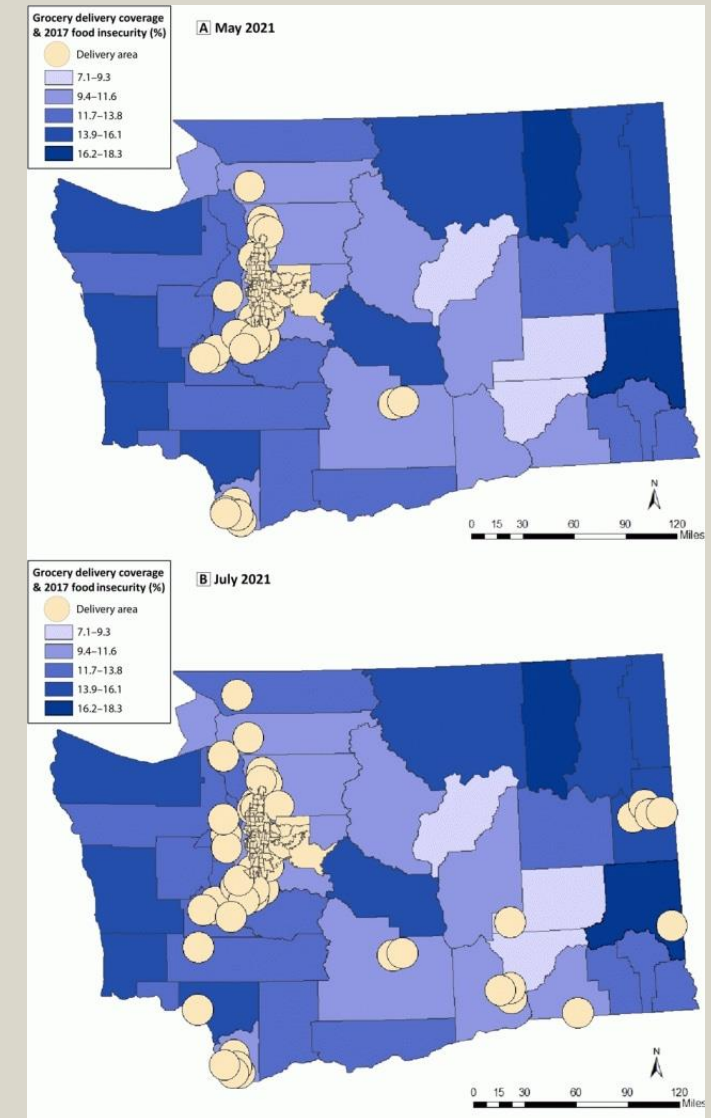 Grocery delivery coverage
& 2017 food insecurity (%)
Delivery area
7.1–9.3
9.4–11.6
11.7–13.8
13.9–16.1
16.2–18.3
A May 2021
N
0 15 30 60 90 120
Miles
Grocery delivery coverage
& 2017 food insecurity (%)
Delivery area
7.1–9.3
9.4–11.6
11.7–13.8
13.9–16.1
16.2–18.3
B July 2021
N
0 15 30 60 90 120
Miles